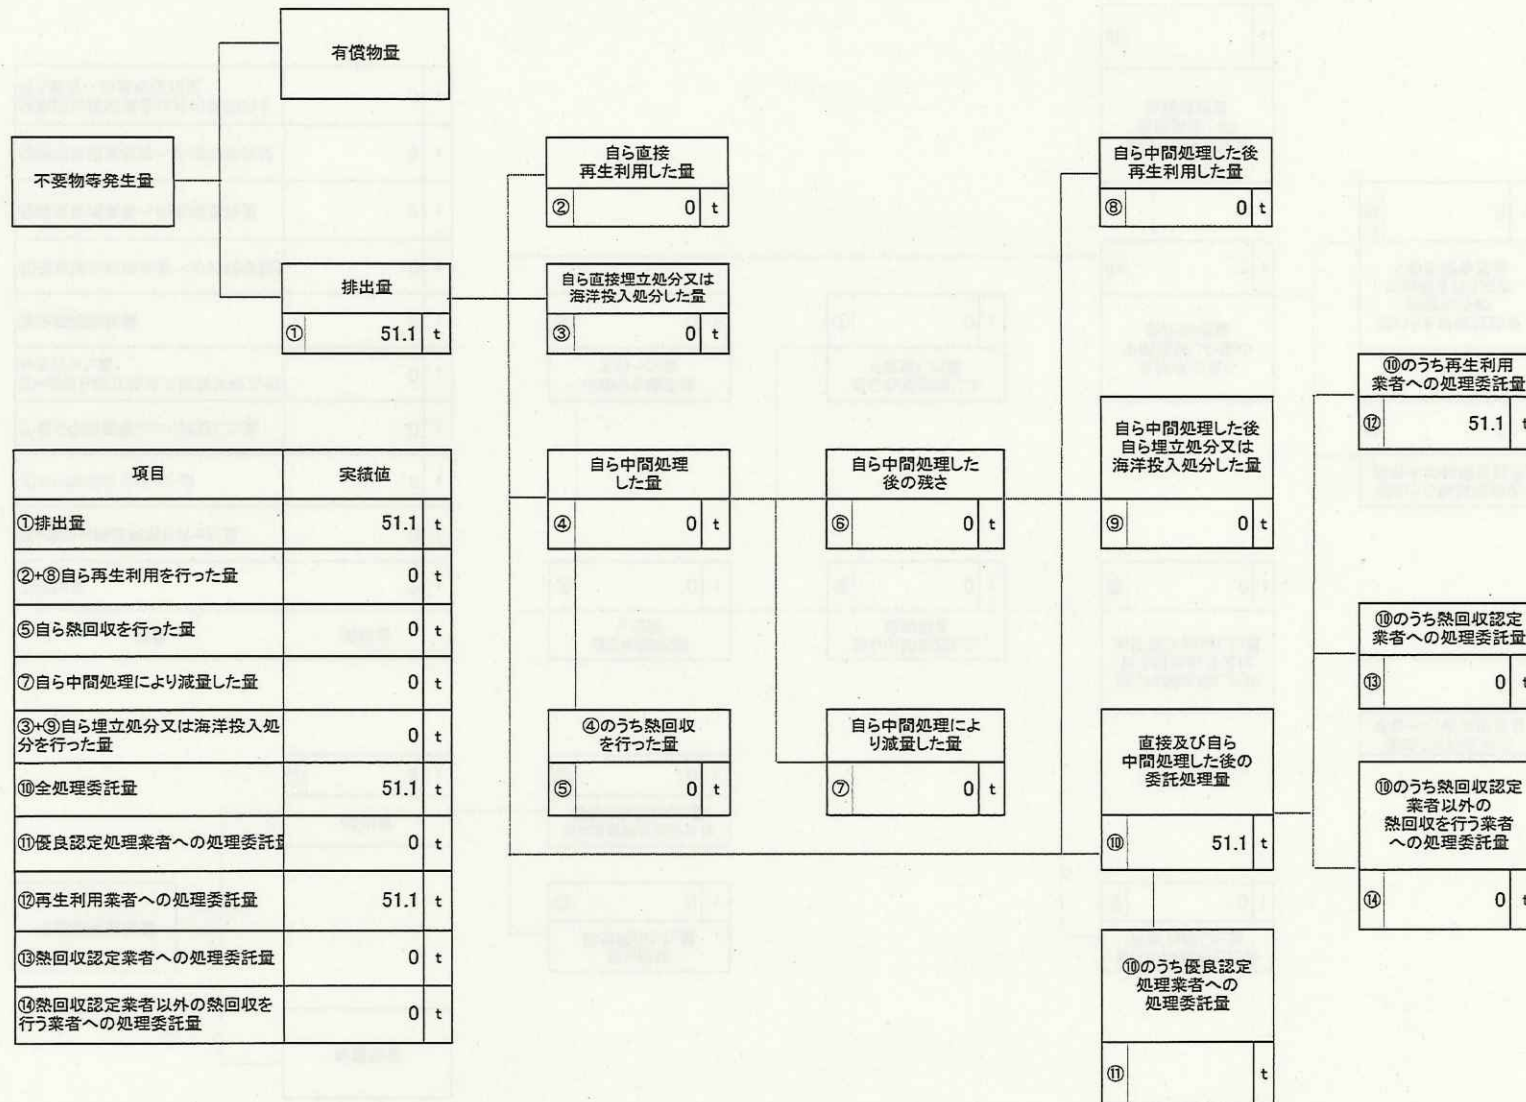 有償物量
不要物等発生量
排出量
① 51.1 t
自ら直接
再生利用した量
② 0 t
自ら直接埋立処分又は
海洋投入処分した量
③ 0 t
自ら中間処理
した量
④ 0 t
④のうち熱回収
を行った量
⑤ 0 t
自ら中間処理した
後の残さ
⑥ 0 t
自ら中間処理によ
り減量した量
⑦ 0 t
自ら中間処理した後
再生利用した量
⑧ 0 t
自ら中間処理した後
自ら埋立処分又は
海洋投入処分した量
⑨ 0 t
直接及び自ら
中間処理した後の
委託処理量
⑩ 51.1 t
⑩のうち優良認定
処理業者への
処理委託量
⑪ t
⑩のうち再生利用
業者への処理委託量
⑫ 51.1 t
⑩のうち熱回収認定
業者への処理委託量
⑬ 0 t
⑩のうち熱回収認定
業者以外の
熱回収を行う業者
への処理委託量
⑭ 0 t
項目 実績値
①排出量 51.1 t
②+⑧自ら再生利用を行った量 0 t
⑤自ら熱回収を行った量 0 t
⑦自ら中間処理により減量した量 0 t
③+⑨自ら埋立処分又は海洋投入処
分を行った量 0 t
⑩全処理委託量 51.1 t
⑪優良認定処理業者への処理委託量 0 t
⑫再生利用業者への処理委託量 51.1 t
⑬熱回収認定業者への処理委託量 0 t
⑭熱回収認定業者以外の熱回収を
行う業者への処理委託量 0 t